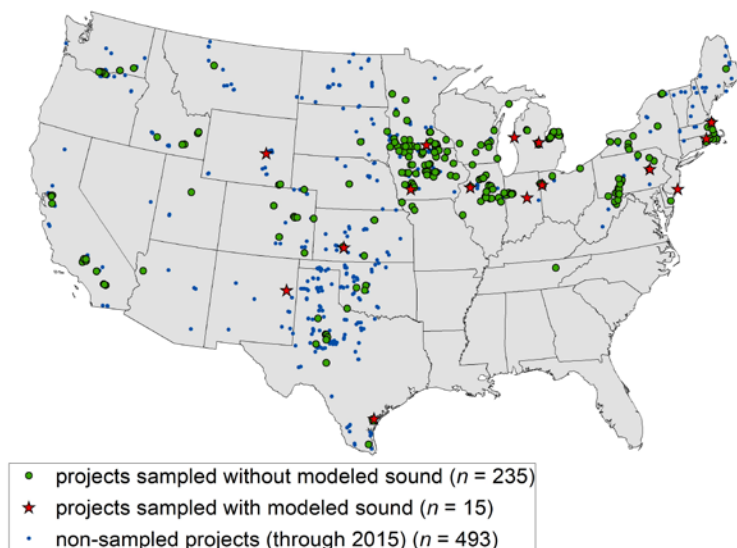 projects sampled without modeled sound (n = 235)
projects sampled with modeled sound (n = 15)
non-sampled projects (through 2015) (n = 493)